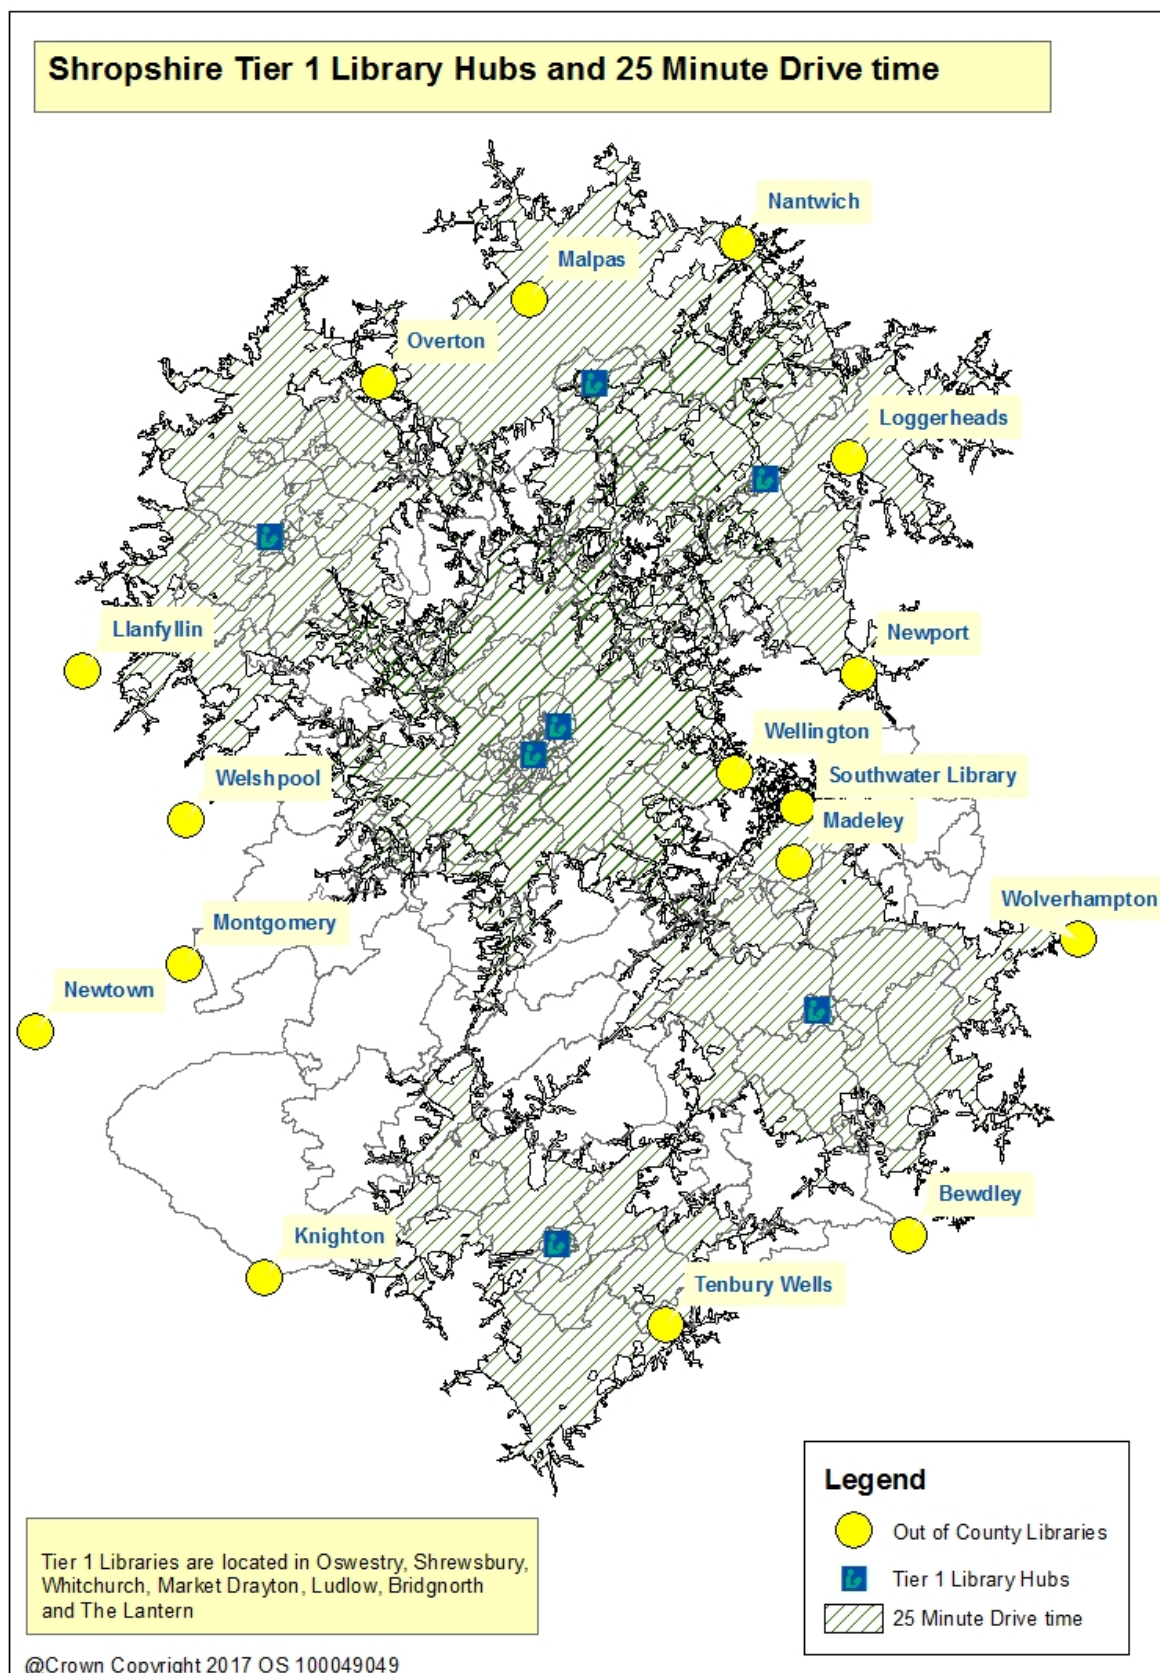 Shropshire Tier 1 Library Hubs and 25 Minute Drive time
Nantwich
Malpas
Overton
Loggerheads
Llanfyllin
Newport
Wellington
Welshpool
Southwater Library
Madeley
Wolverhampton
Montgomery
Newtown
Bewdley
Knighton
Tenbury Wells
Legend
Out of County Libraries
Tier 1 Library Hubs
25 Minute Drive time
Tier 1 Libraries are located in Oswestry, Shrewsbury,
Whitchurch, Market Drayton, Ludlow, Bridgnorth
and The Lantern
@Crown Copyright 2017 OS 100049049